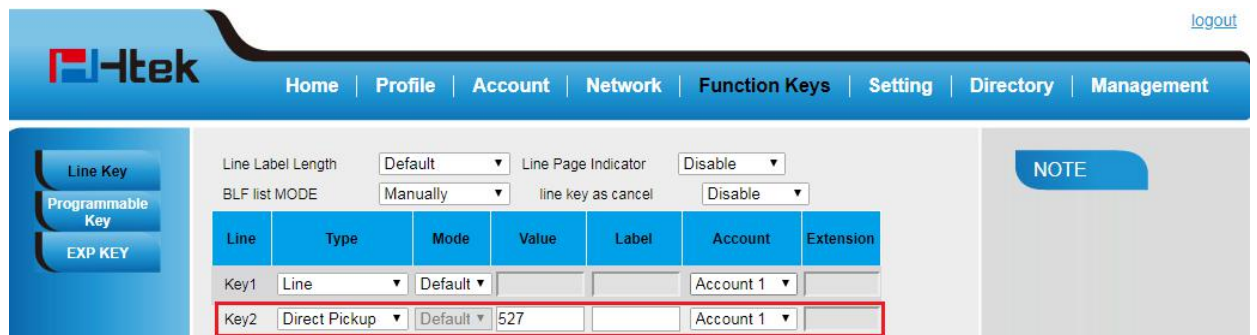 logout
Htek
Home | Profile | Account | Network | Function Keys | Setting | Directory | Management
Line Key
Programmable Key
EXP KEY
Line Label Length Default Line Page Indicator Disable
BLF list MODE Manually line key as cancel Disable
Line Type Mode Value Label Account Extension
Key1 Line Default Account 1
Key2 Direct Pickup Default 527 Account 1
NOTE